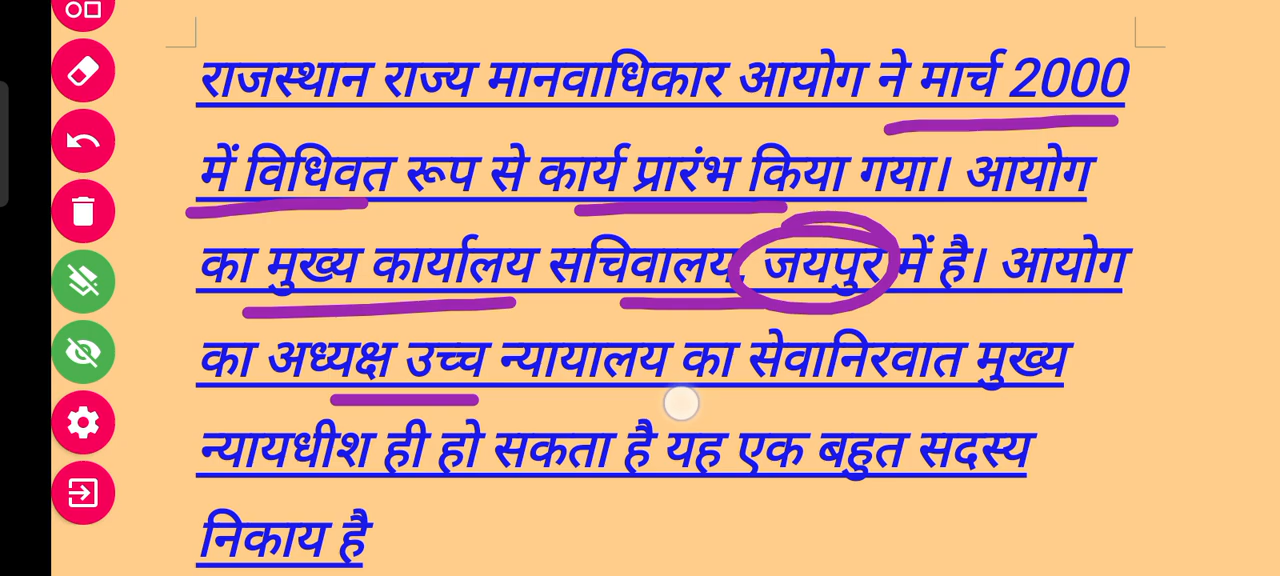 राजस्थान राज्य मानवाधिकार आयोग ने मार्च 2000
में विधिवत रूप से कार्य प्रारंभ किया गया। आयोग
का मुख्य कार्यालय सचिवालय, जयपुर में है। आयोग
का अध्यक्ष उच्च न्यायालय का सेवानिरवात मुख्य
न्यायधीश ही हो सकता है यह एक बहुत सदस्य
निकाय है